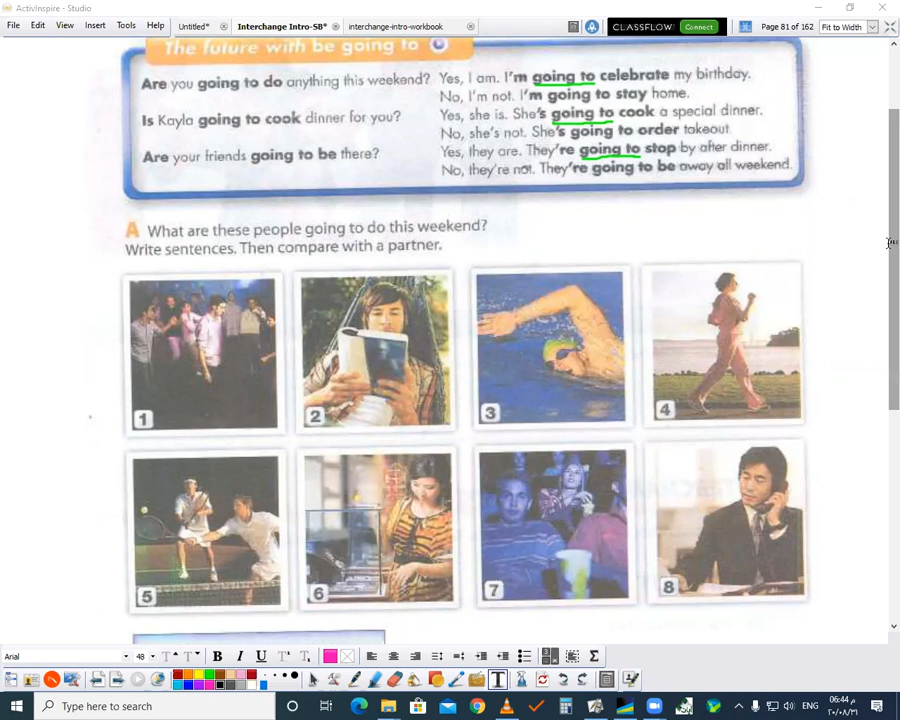 ActivInspire - Studio
File Edit View Insert Tools Help Untitled* Interchange Intro-SB* interchange-intro-workbook CLASSFLOW Connect Page 81 of 162 Fit to Width
The future with be going to
Are you going to do anything this weekend? Yes, I am. I'm going to celebrate my birthday.
No, I'm not. I'm going to stay home.
Is Kayla going to cook dinner for you? Yes, she is. She's going to cook a special dinner.
No, she's not. She's going to order takeout.
Are your friends going to be there? Yes, they are. They're going to stop by after dinner.
No, they're not. They're going to be away all weekend.
A What are these people going to do this weekend?
Write sentences. Then compare with a partner.
1 2 3 4
5 6 7 8
Arial 48 B I U
Type here to search
ENG
06:44 م
٢٠/٠٨/٣١